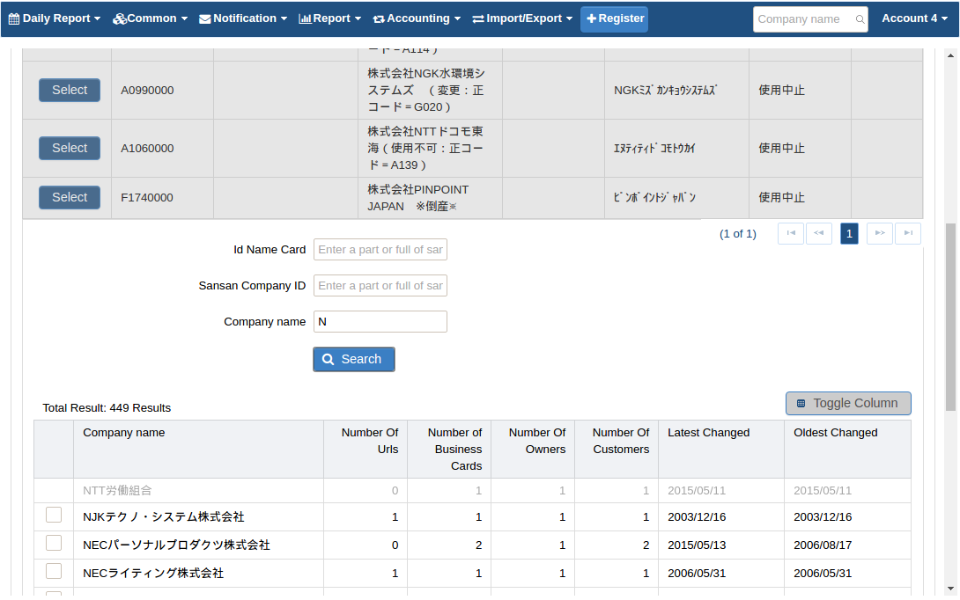 Daily Report Common Notification Report Accounting Import/Export Register Company name Account 4
ード＝A114）
Select A0990000 株式会社NGK水環境シ
ステムズ　（変更：正
コード＝G020） NGKﾐｽﾞｶﾝｷｮｳｼｽﾃﾑｽﾞ 使用中止
Select A1060000 株式会社NTTドコモ東
海（使用不可：正コー
ド＝A139） ｴﾇﾃｨﾃｨﾄﾞｺﾓﾄｳｶｲ 使用中止
Select F1740000 株式会社PINPOINT
JAPAN　※倒産※ ﾋﾟﾝﾎﾟｲﾝﾄｼﾞｬﾊﾟﾝ 使用中止
(1 of 1) 1
Id Name Card Enter a part or full of sar
Sansan Company ID Enter a part or full of sar
Company name N
Search
Total Result: 449 Results Toggle Column
Company name Number Of Urls Number of Business Cards Number Of Owners Number Of Customers Latest Changed Oldest Changed
NTT労働組合 0 1 1 1 2015/05/11 2015/05/11
NJKテクノ・システム株式会社 1 1 1 1 2003/12/16 2003/12/16
NECパーソナルプロダクツ株式会社 0 2 1 2 2015/05/13 2006/08/17
NECライティング株式会社 1 1 1 1 2006/05/31 2006/05/31